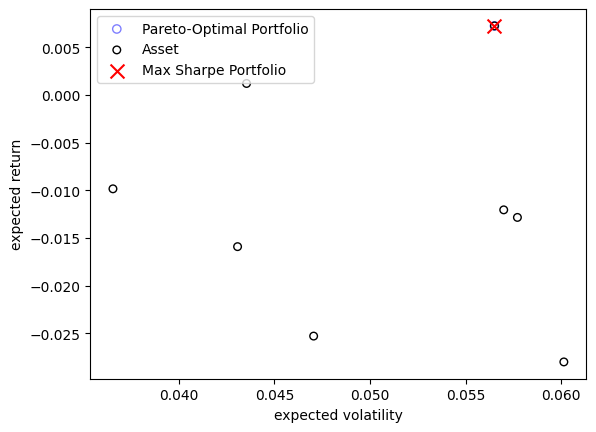 Pareto-Optimal Portfolio
Asset
Max Sharpe Portfolio
0.005
0.000
−0.005
−0.010
−0.015
−0.020
−0.025
expected return
0.040
0.045
0.050
0.055
0.060
expected volatility